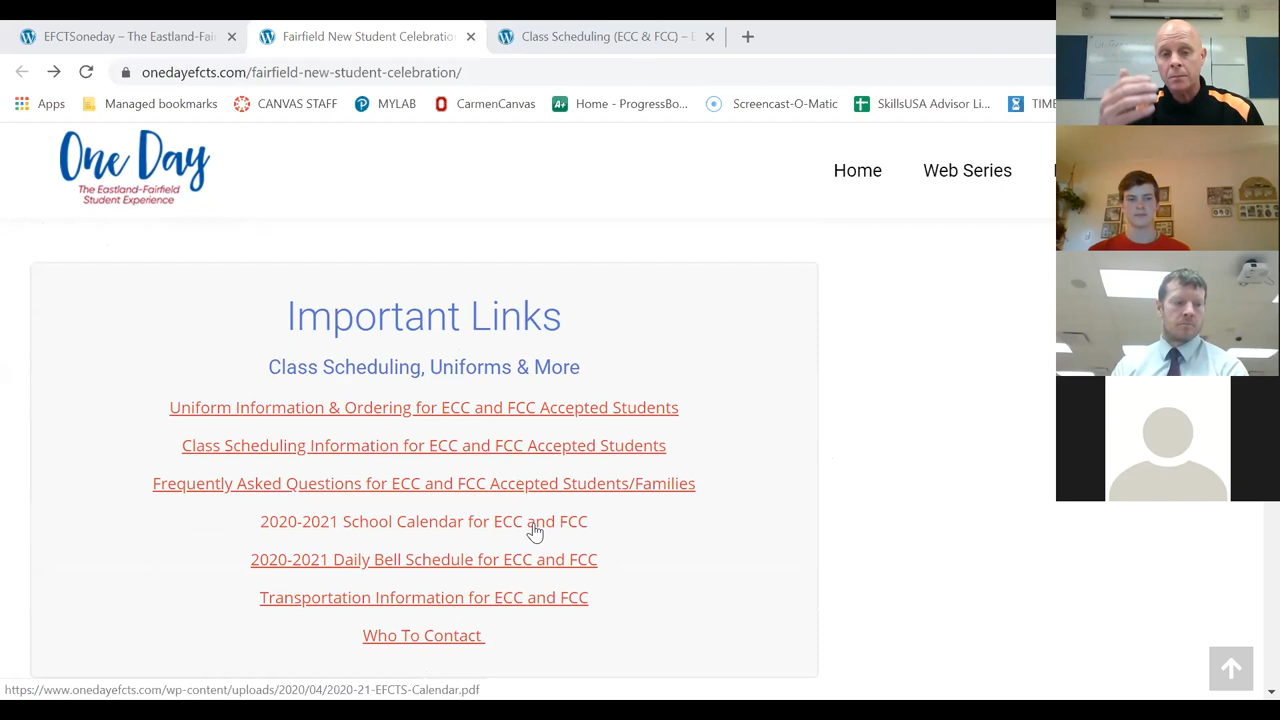 EFCTSoneday – The Eastland-Fai
Fairfield New Student Celebratio
Class Scheduling (ECC & FCC) – E
onedayefcts.com/fairfield-new-student-celebration/
Apps
Managed bookmarks
CANVAS STAFF
MYLAB
CarmenCanvas
A+ Home - ProgressBo...
Screencast-O-Matic
SkillsUSA Advisor Li...
TIME
One Day
The Eastland-Fairfield
Student Experience
Home
Web Series
Important Links
Class Scheduling, Uniforms & More
Uniform Information & Ordering for ECC and FCC Accepted Students
Class Scheduling Information for ECC and FCC Accepted Students
Frequently Asked Questions for ECC and FCC Accepted Students/Families
2020-2021 School Calendar for ECC and FCC
2020-2021 Daily Bell Schedule for ECC and FCC
Transportation Information for ECC and FCC
Who To Contact
https://www.onedayefcts.com/wp-content/uploads/2020/04/2020-21-EFCTS-Calendar.pdf